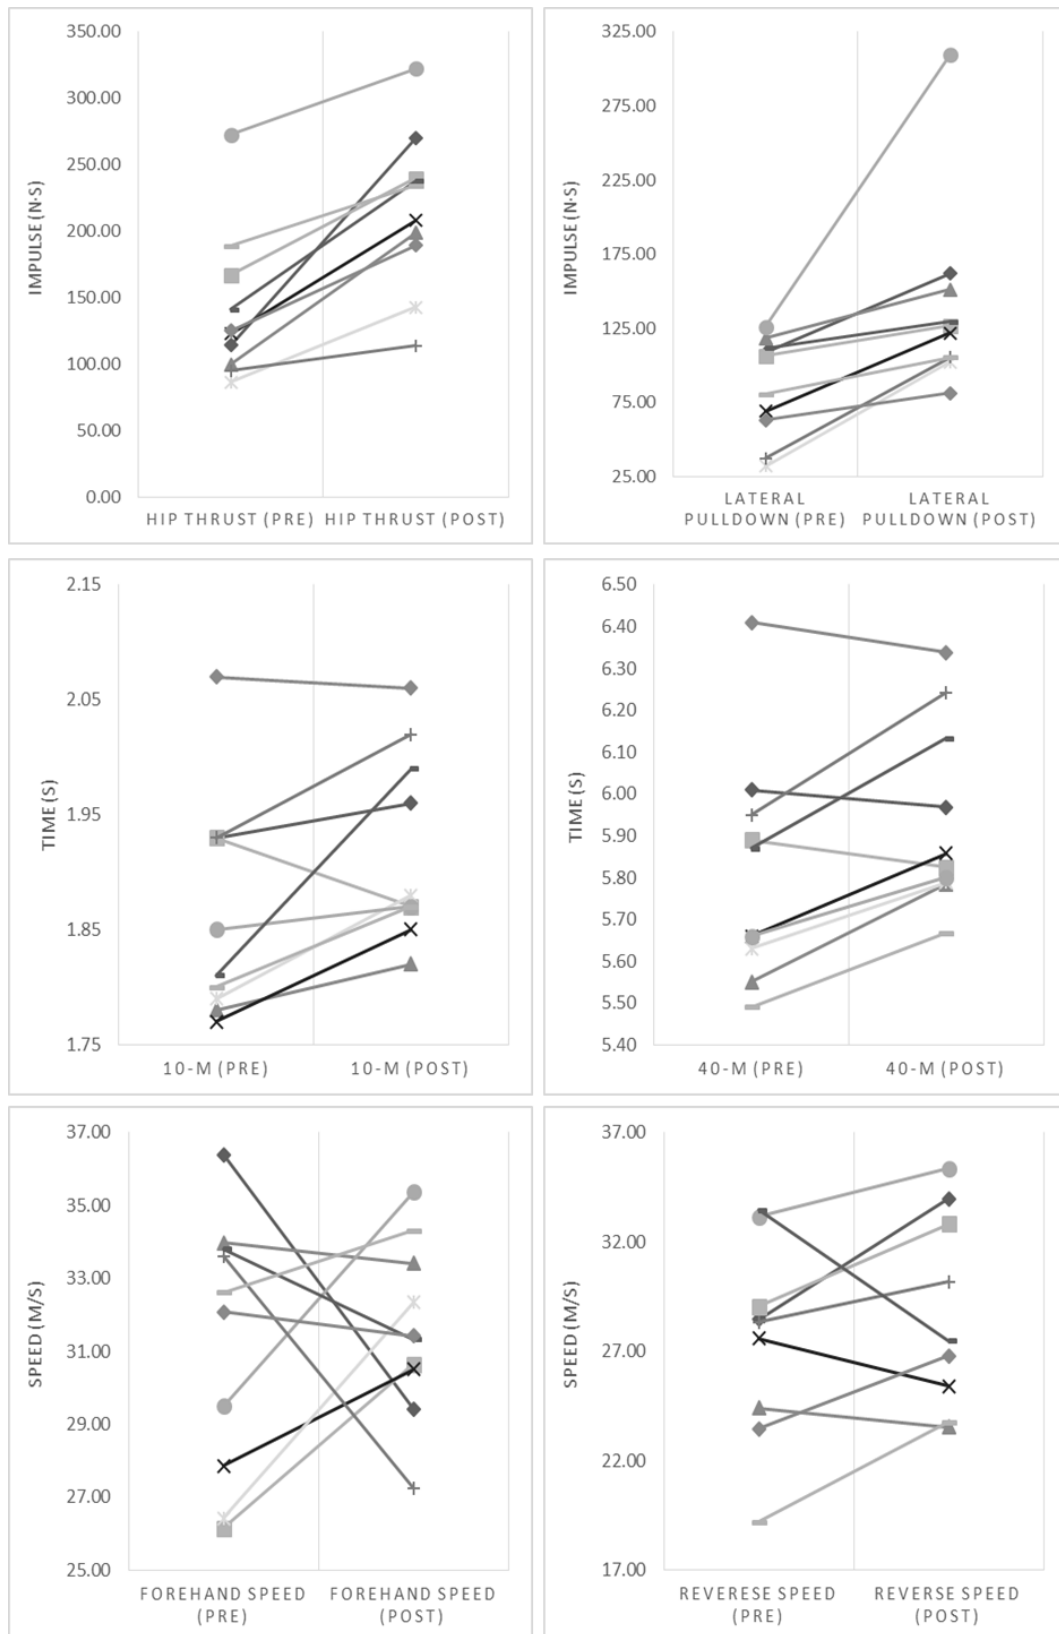 350.00
300.00
250.00
200.00
150.00
100.00
50.00
0.00
IMPULSE (N·S)
HIP THRUST (PRE) HIP THRUST (POST)
325.00
275.00
225.00
175.00
125.00
75.00
25.00
IMPULSE (N·S)
LATERAL PULLDOWN (PRE)
LATERAL PULLDOWN (POST)
2.15
2.05
1.95
1.85
1.75
TIME (S)
10-M (PRE) 10-M (POST)
6.50
6.40
6.30
6.20
6.10
6.00
5.90
5.80
5.70
5.60
5.50
5.40
TIME (S)
40-M (PRE) 40-M (POST)
37.00
35.00
33.00
31.00
29.00
27.00
25.00
SPEED (M/S)
FOREHAND SPEED (PRE)
FOREHAND SPEED (POST)
37.00
32.00
27.00
22.00
17.00
SPEED (M/S)
REVERESE SPEED (PRE)
REVERSE SPEED (POST)